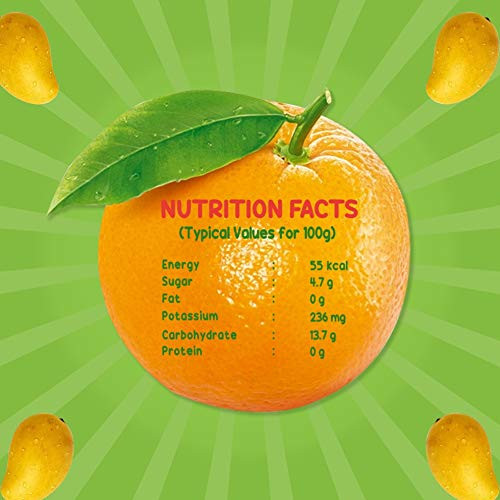 NUTRITION FACTS
(Typical Values for 100g)
Energy : 55 kcal
Sugar : 4.7 g
Fat : 0 g
Potassium : 236 mg
Carbohydrate : 13.7 g
Protein : 0 g